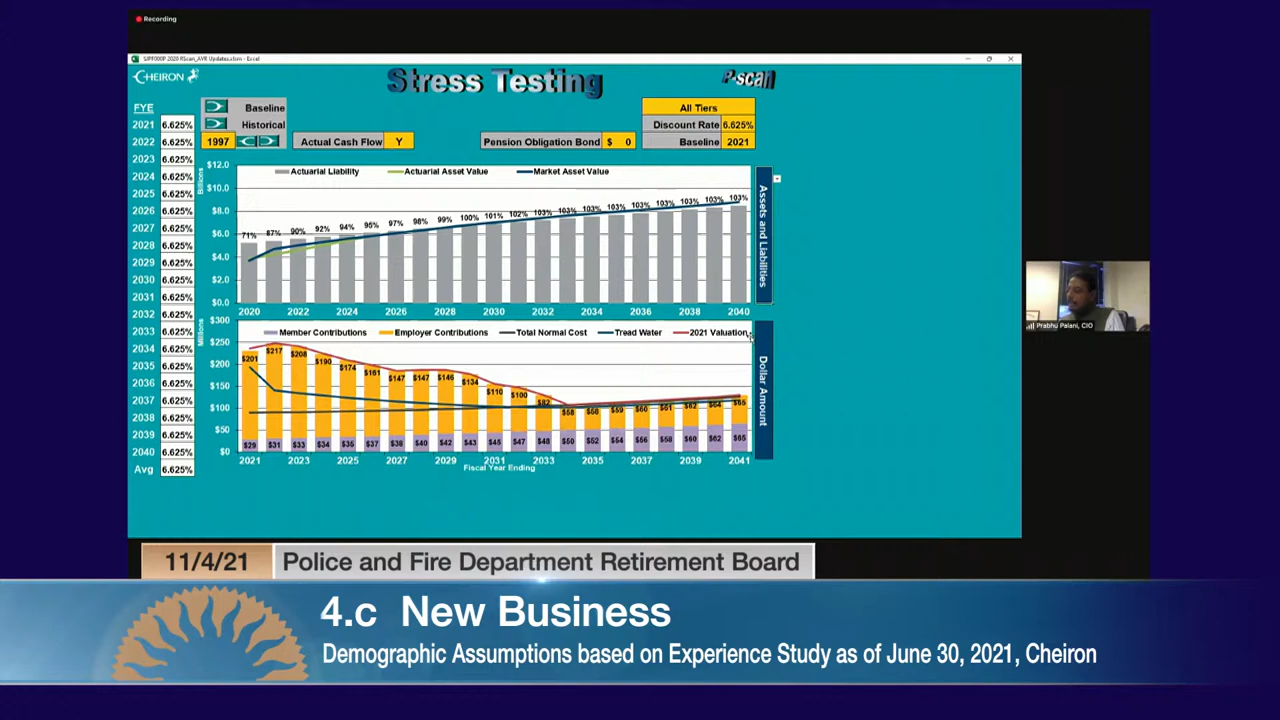 Recording
SJPF000P 2020 RScan_AVR Updates.xlsm - Excel
CHEIRON
Stress Testing
P-scan
FYE
2021 6.625%
2022 6.625%
2023 6.625%
2024 6.625%
2025 6.625%
2026 6.625%
2027 6.625%
2028 6.625%
2029 6.625%
2030 6.625%
2031 6.625%
2032 6.625%
2033 6.625%
2034 6.625%
2035 6.625%
2036 6.625%
2037 6.625%
2038 6.625%
2039 6.625%
2040 6.625%
Avg 6.625%
Baseline
Historical
1997
Actual Cash Flow Y
Pension Obligation Bond $ 0
All Tiers
Discount Rate 6.625%
Baseline 2021
Billions
$12.0
$10.0
$8.0
$6.0
$4.0
$2.0
$0.0
Actuarial Liability Actuarial Asset Value Market Asset Value
71% 87% 90% 92% 94% 95% 97% 98% 99% 100% 101% 102% 103% 103% 103% 103% 103% 103% 103% 103% 103%
2020 2022 2024 2026 2028 2030 2032 2034 2036 2038 2040
Assets and Liabilities
Millions
$300
$250
$200
$150
$100
$50
$0
Member Contributions Employer Contributions Total Normal Cost Tread Water 2021 Valuation
$201 $217 $208 $190 $174 $161 $147 $147 $146 $134 $110 $100 $82 $58 $58 $59 $60 $61 $62 $64 $65
$29 $31 $33 $34 $35 $37 $38 $40 $42 $43 $45 $47 $48 $50 $52 $54 $56 $58 $60 $62 $65
2021 2023 2025 2027 2029 2031 2033 2035 2037 2039 2041
Fiscal Year Ending
Dollar Amount
Prabhu Palani, CIO
11/4/21 Police and Fire Department Retirement Board
4.c New Business
Demographic Assumptions based on Experience Study as of June 30, 2021, Cheiron